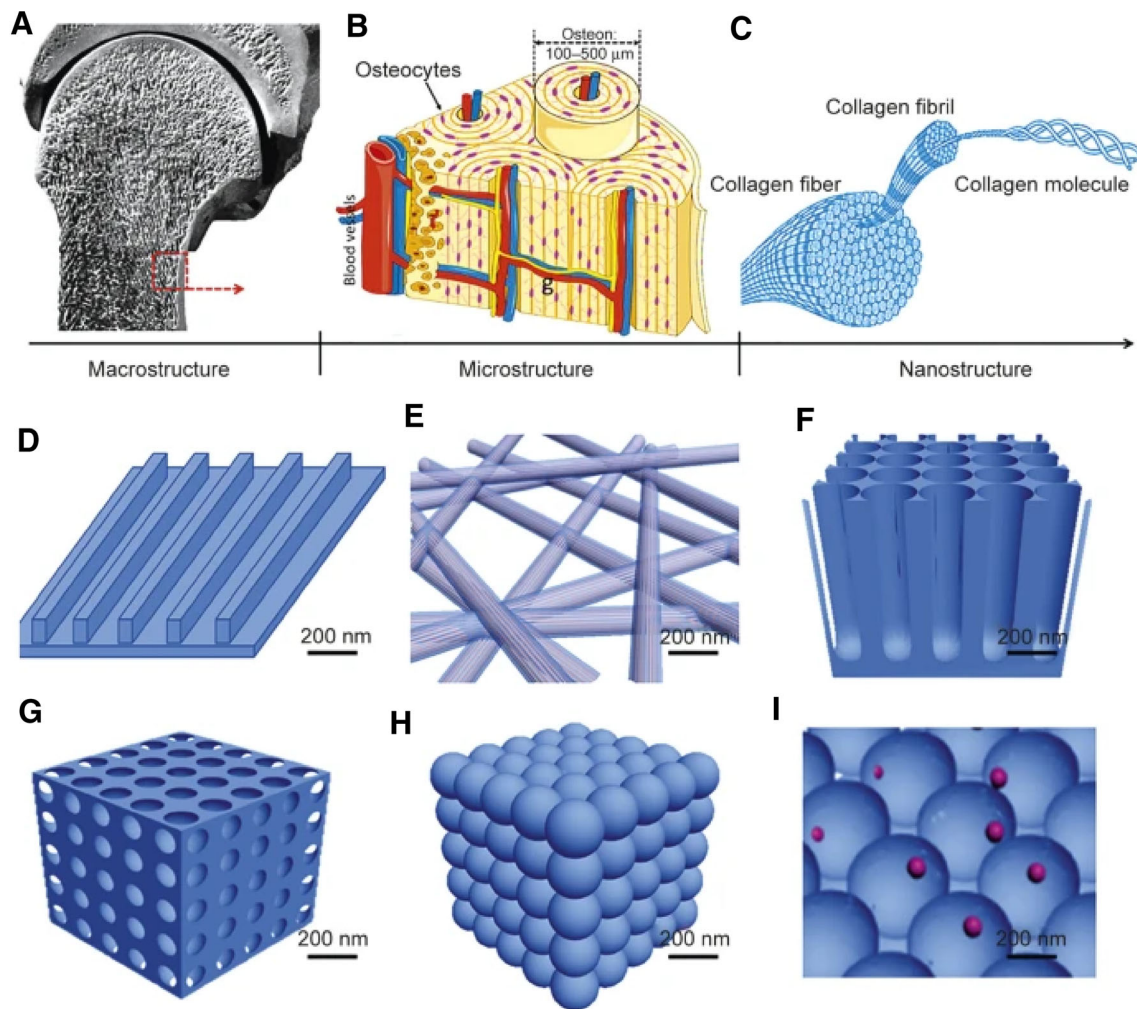 A
B
C
Osteon:
100–500 μm
Osteocytes
Collagen fibril
Collagen fiber
Collagen molecule
Blood vessels
g
Macrostructure
Microstructure
Nanostructure
D
E
F
200 nm
200 nm
200 nm
G
H
I
200 nm
200 nm
200 nm